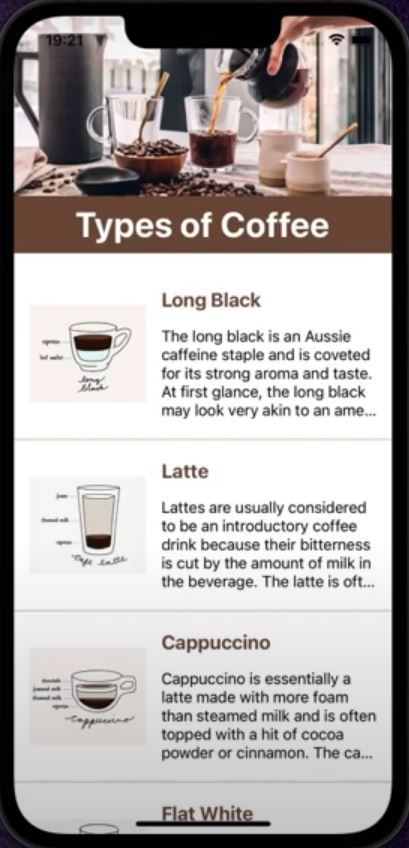 19:21
Types of Coffee
Long Black
The long black is an Aussie
caffeine staple and is coveted
for its strong aroma and taste.
At first glance, the long black
may look very akin to an ame...
espresso
hot water
long
black
Latte
Lattes are usually considered
to be an introductory coffee
drink because their bitterness
is cut by the amount of milk in
the beverage. The latte is oft...
foam
steamed milk
espresso
Cafe latte
Cappuccino
Cappuccino is essentially a
latte made with more foam
than steamed milk and is often
topped with a hit of cocoa
powder or cinnamon. The ca...
chocolate
foamed milk
steamed milk
espresso
Cappuccino
Flat White